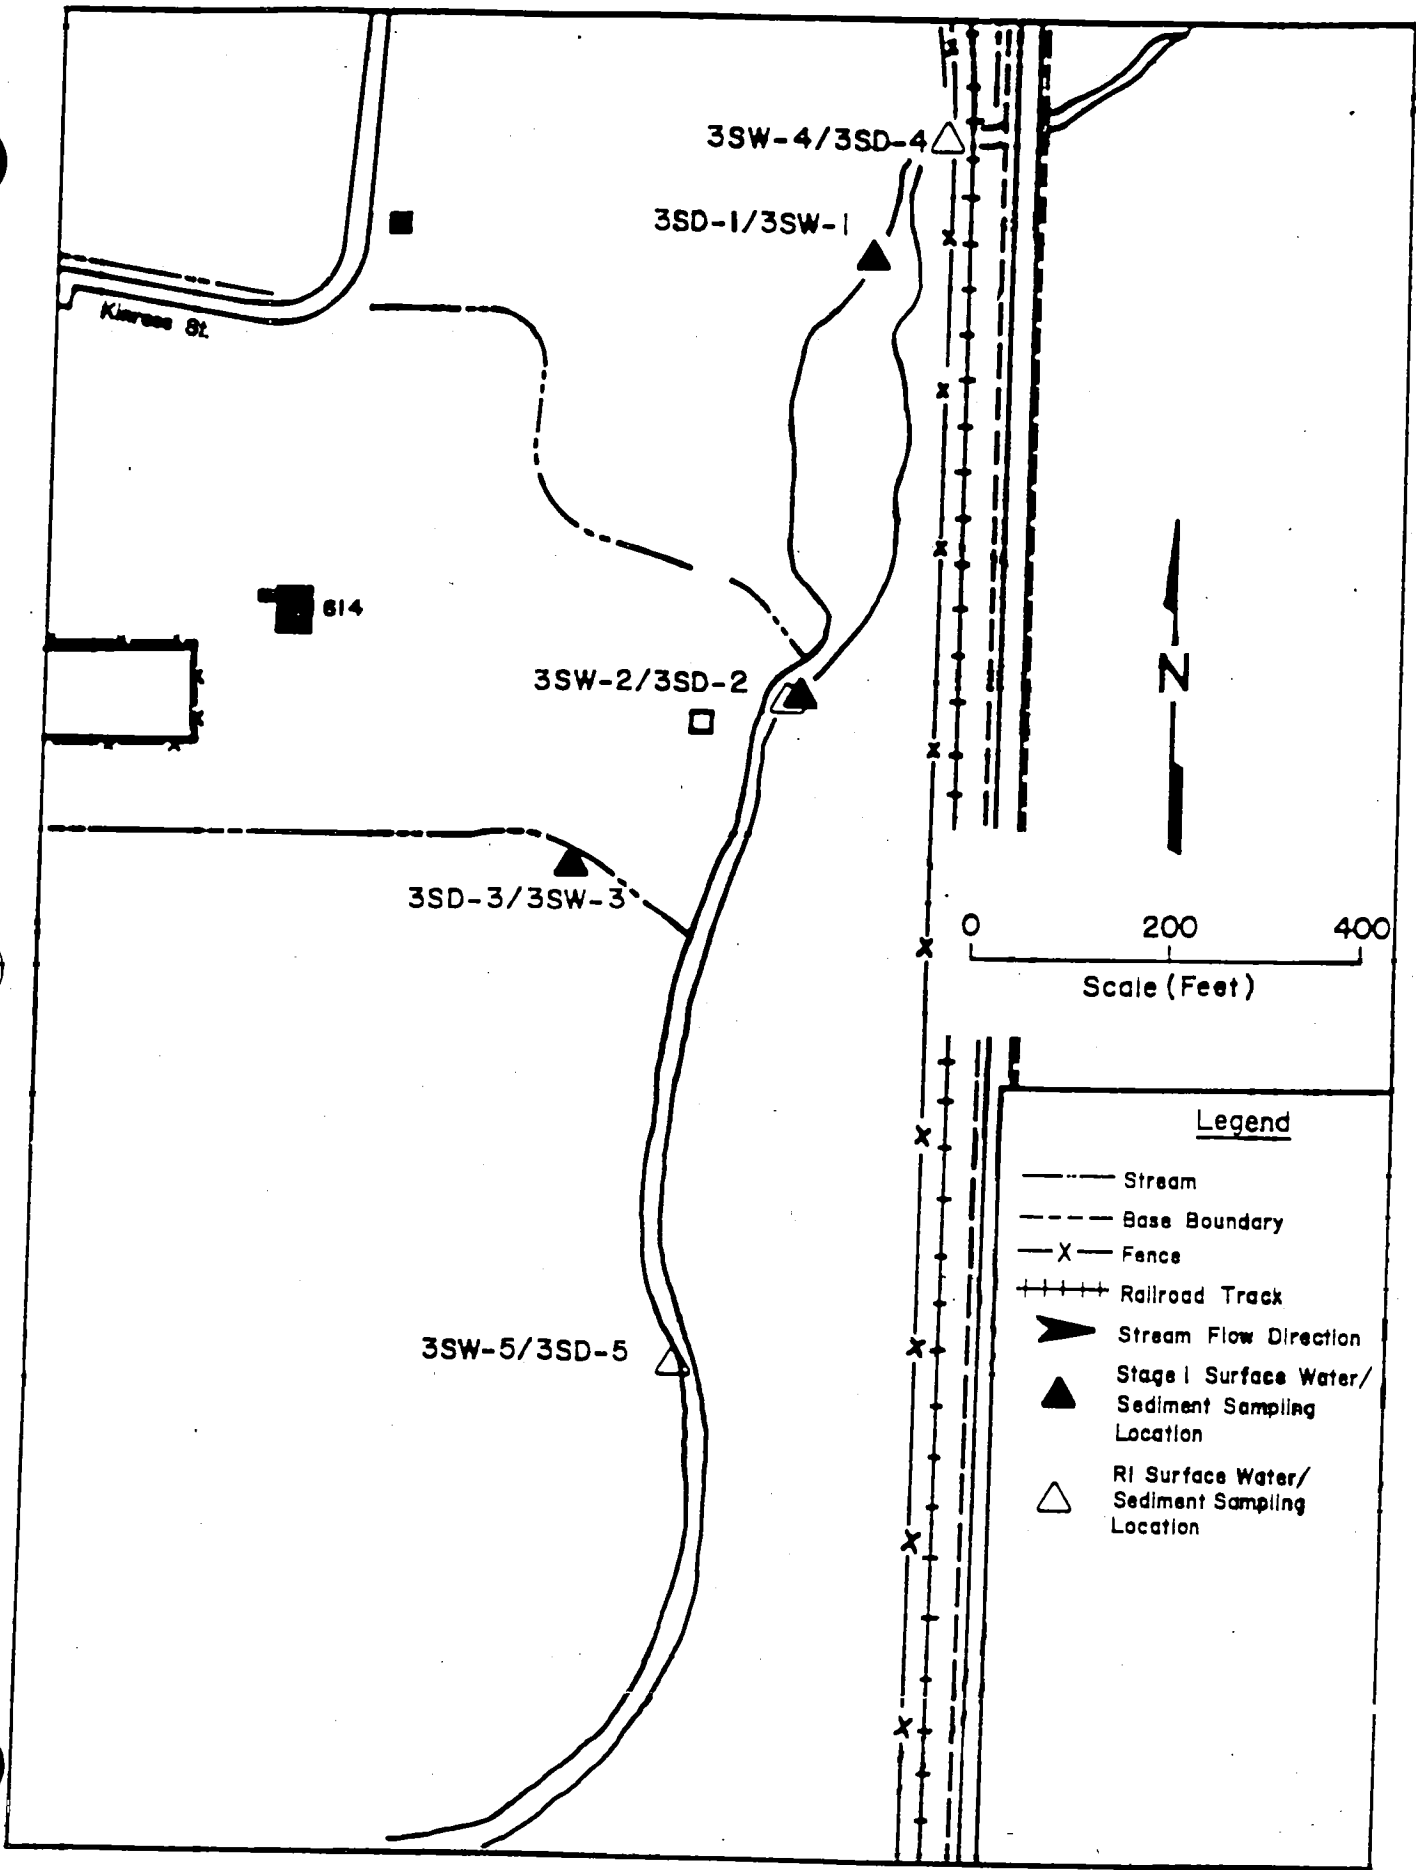 3SW-4/3SD-4
3SD-1/3SW-1
Kinross St.
614
3SW-2/3SD-2
N
3SD-3/3SW-3
0 200 400
Scale (Feet)
Legend
Stream
Base Boundary
X Fence
Railroad Track
3SW-5/3SD-5
Stream Flow Direction
Stage 1 Surface Water/
Sediment Sampling
Location
RI Surface Water/
Sediment Sampling
Location